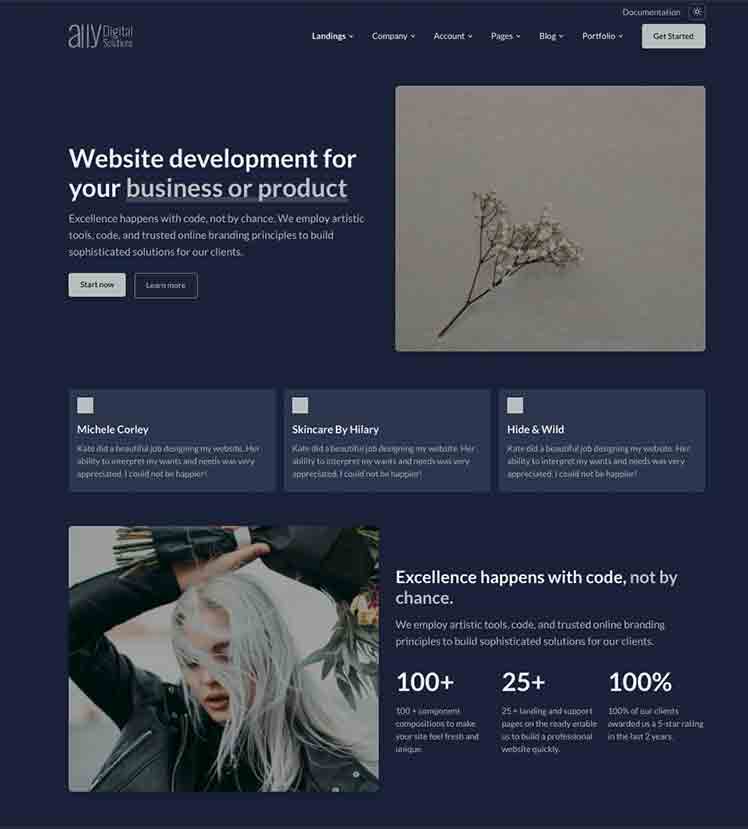 Documentation
ally Digital Solutions
Landings Company Account Pages Blog Portfolio Get Started
Website development for
your business or product
Excellence happens with code, not by chance. We employ artistic
tools, code, and trusted online branding principles to build
sophisticated solutions for our clients.
Start now Learn more
Michele Corley
Kate did a beautiful job designing my website. Her
ability to interpret my wants and needs was very
appreciated. I could not be happier!
Skincare By Hilary
Kate did a beautiful job designing my website. Her
ability to interpret my wants and needs was very
appreciated. I could not be happier!
Hide & Wild
Kate did a beautiful job designing my website. Her
ability to interpret my wants and needs was very
appreciated. I could not be happier!
Excellence happens with code, not by
chance.
We employ artistic tools, code, and trusted online branding
principles to build sophisticated solutions for our clients.
100+
100 + component
compositions to make
your site feel fresh and
unique.
25+
25 + landing and support
pages on the ready enable
us to build a professional
website quickly.
100%
100% of our clients
awarded us a 5-star rating
in the last 2 years.